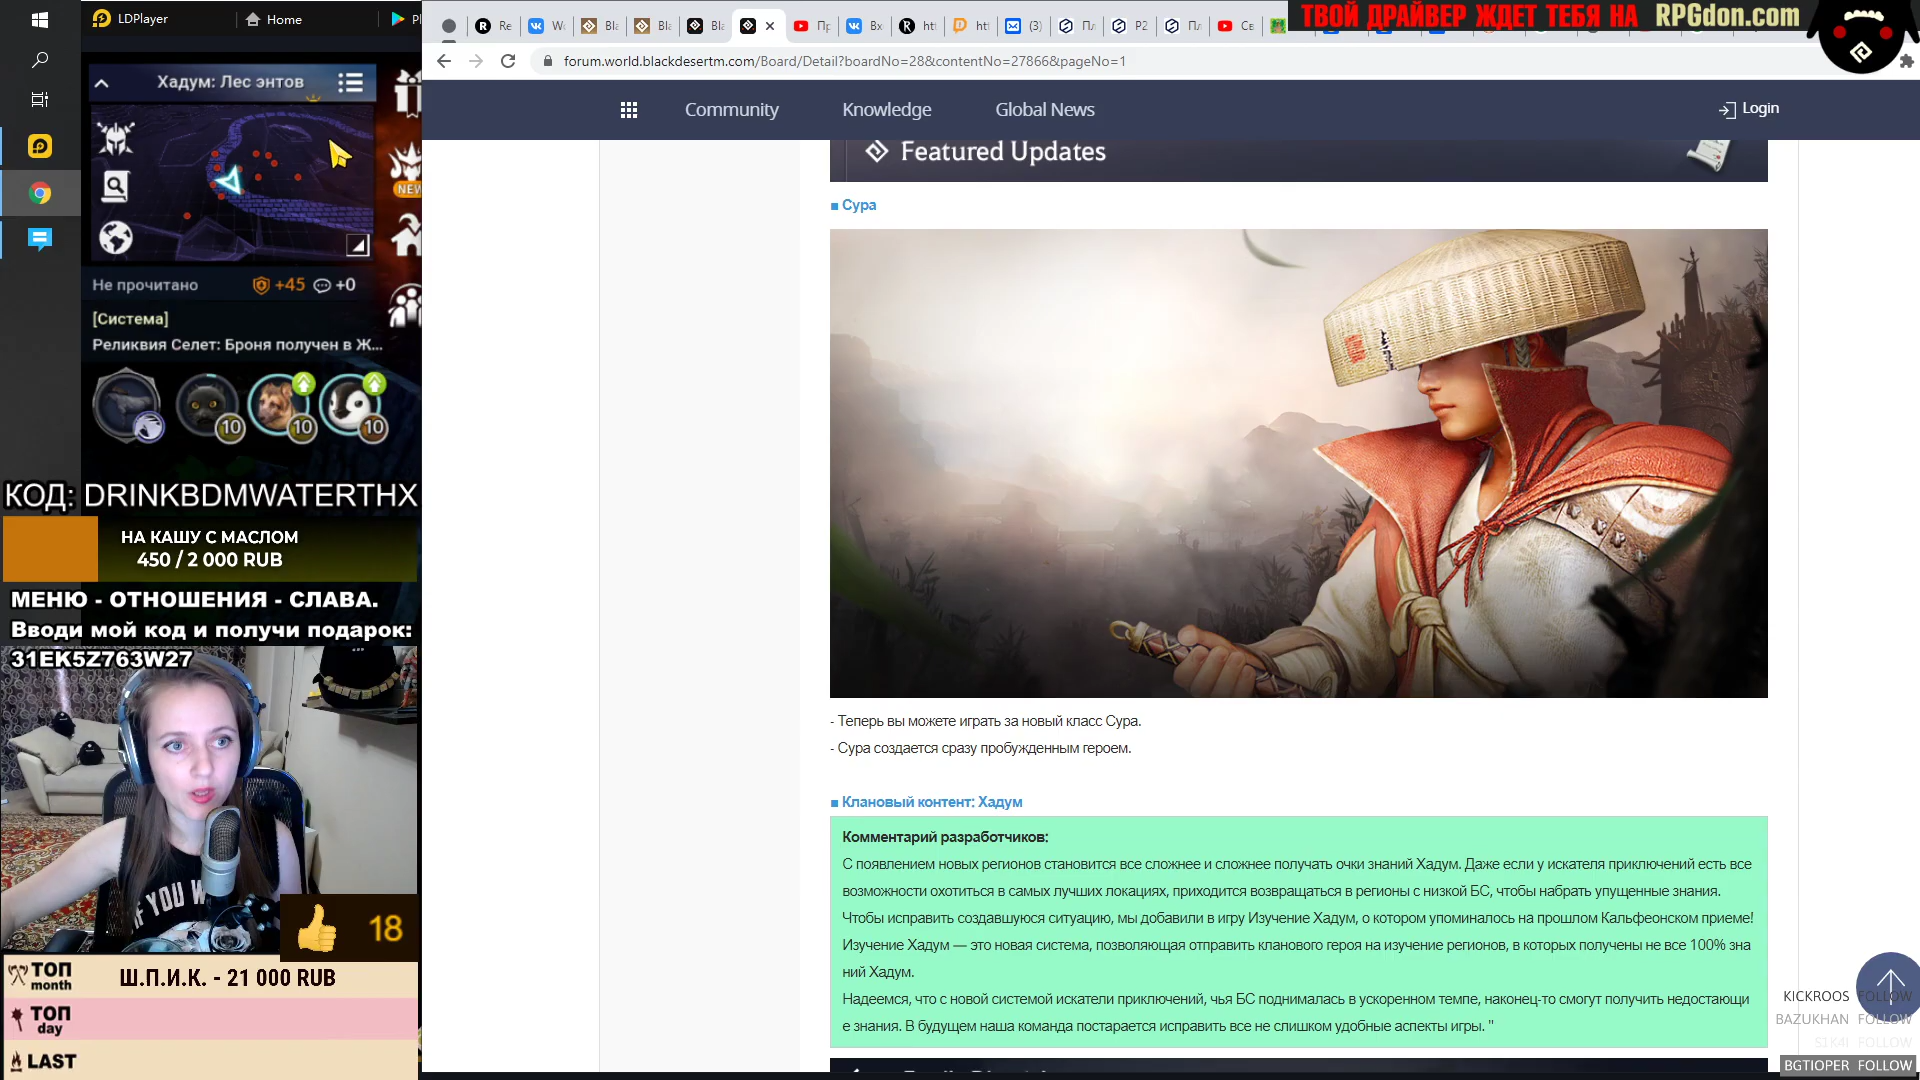 LDPlayer
Home
ТВОЙ ДРАЙВЕР ЖДЕТ ТЕБЯ НА RPGdon.com
forum.world.blackdesertm.com/Board/Detail?boardNo=28&contentNo=27866&pageNo=1
Community
Knowledge
Global News
Login
Хадум: Лес энтов
NEW
Не прочитано
+45
+0
[Система]
Реликвия Селет: Броня получен в Ж...
10
10
10
КОД: DRINKBDMWATERTHX
НА КАШУ С МАСЛОМ
450 / 2 000 RUB
МЕНЮ - ОТНОШЕНИЯ - СЛАВА.
Вводи мой код и получи подарок:
31EK5Z763W27
IF YOU W
18
ТОП month
Ш.П.И.К. - 21 000 RUB
ТОП day
LAST
Featured Updates
■ Сура
- Теперь вы можете играть за новый класс Сура.
- Сура создается сразу пробужденным героем.
■ Клановый контент: Хадум
Комментарий разработчиков:
С появлением новых регионов становится все сложнее и сложнее получать очки знаний Хадум. Даже если у искателя приключений есть все
возможности охотиться в самых лучших локациях, приходится возвращаться в регионы с низкой БС, чтобы набрать упущенные знания.
Чтобы исправить создавшуюся ситуацию, мы добавили в игру Изучение Хадум, о котором упоминалось на прошлом Кальфеонском приеме!
Изучение Хадум — это новая система, позволяющая отправить кланового героя на изучение регионов, в которых получены не все 100% зна
ний Хадум.
Надеемся, что с новой системой искатели приключений, чья БС поднималась в ускоренном темпе, наконец-то смогут получить недостающи
е знания. В будущем наша команда постарается исправить все не слишком удобные аспекты игры. "
KICKROOS FOLLOW
BAZUKHAN FOLLOW
S1K4I FOLLOW
BGTIOPER FOLLOW